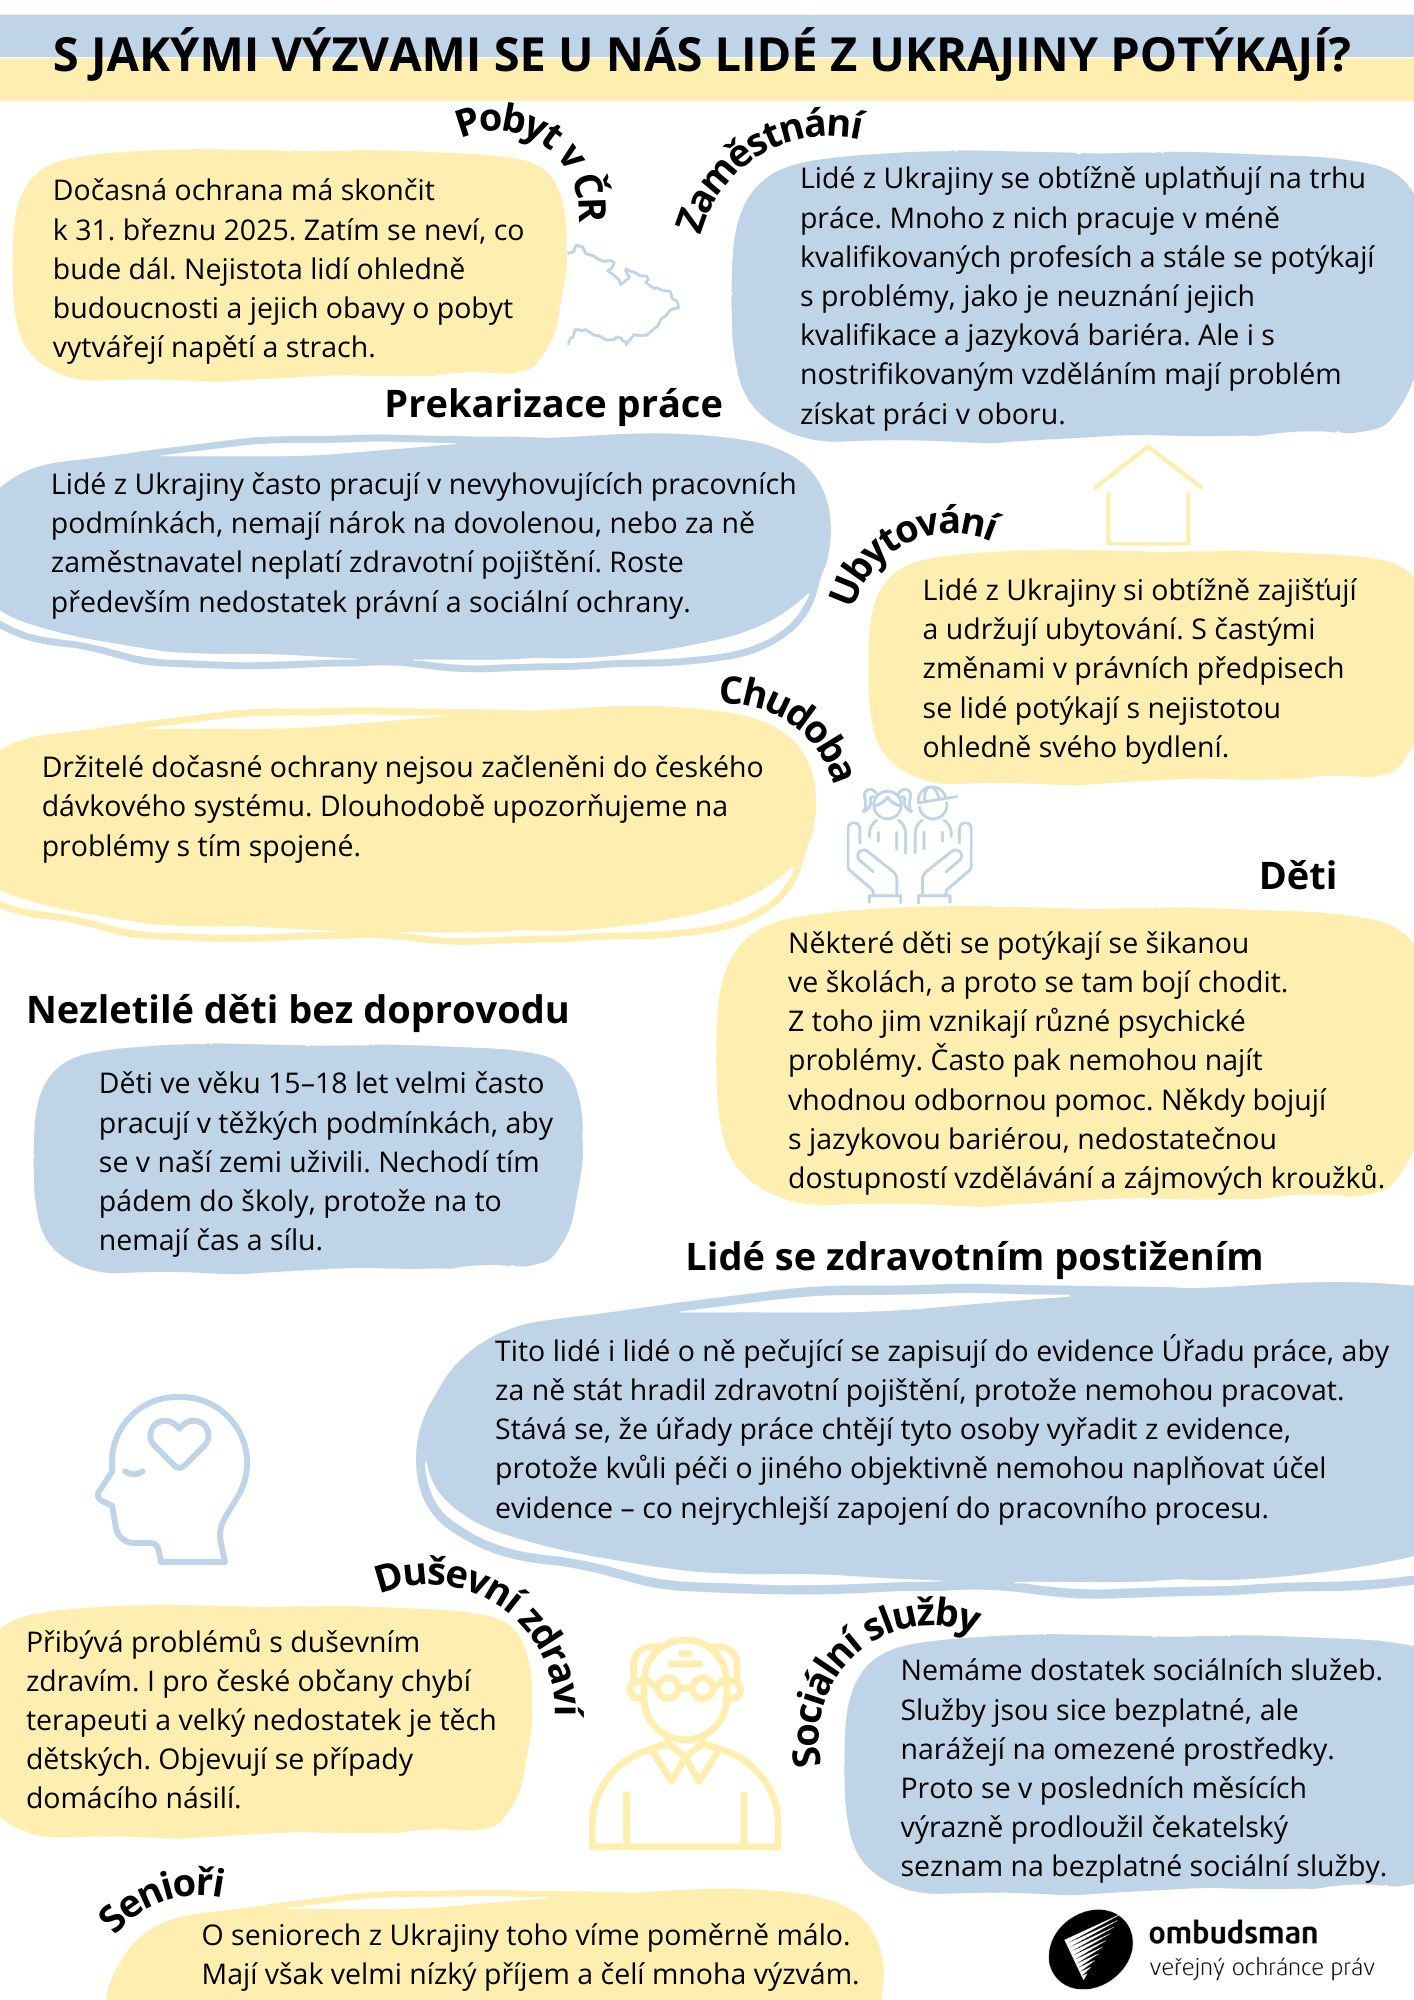 S JAKÝMI VÝZVAMI SE U NÁS LIDÉ Z UKRAJINY POTÝKAJÍ?
Pobyt v ČR
Dočasná ochrana má skončit
k 31. březnu 2025. Zatím se neví, co
bude dál. Nejistota lidí ohledně
budoucnosti a jejich obavy o pobyt
vytvářejí napětí a strach.
Zaměstnání
Lidé z Ukrajiny se obtížně uplatňují na trhu
práce. Mnoho z nich pracuje v méně
kvalifikovaných profesích a stále se potýkají
s problémy, jako je neuznání jejich
kvalifikace a jazyková bariéra. Ale i s
nostrifikovaným vzděláním mají problém
získat práci v oboru.
Prekarizace práce
Lidé z Ukrajiny často pracují v nevyhovujících pracovních
podmínkách, nemají nárok na dovolenou, nebo za ně
zaměstnavatel neplatí zdravotní pojištění. Roste
především nedostatek právní a sociální ochrany.
Ubytování
Lidé z Ukrajiny si obtížně zajišťují
a udržují ubytování. S častými
změnami v právních předpisech
se lidé potýkají s nejistotou
ohledně svého bydlení.
Chudoba
Držitelé dočasné ochrany nejsou začleněni do českého
dávkového systému. Dlouhodobě upozorňujeme na
problémy s tím spojené.
Děti
Některé děti se potýkají se šikanou
ve školách, a proto se tam bojí chodit.
Z toho jim vznikají různé psychické
problémy. Často pak nemohou najít
vhodnou odbornou pomoc. Někdy bojují
s jazykovou bariérou, nedostatečnou
dostupností vzdělávání a zájmových kroužků.
Nezletilé děti bez doprovodu
Děti ve věku 15–18 let velmi často
pracují v těžkých podmínkách, aby
se v naší zemi uživili. Nechodí tím
pádem do školy, protože na to
nemají čas a sílu.
Lidé se zdravotním postižením
Tito lidé i lidé o ně pečující se zapisují do evidence Úřadu práce, aby
za ně stát hradil zdravotní pojištění, protože nemohou pracovat.
Stává se, že úřady práce chtějí tyto osoby vyřadit z evidence,
protože kvůli péči o jiného objektivně nemohou naplňovat účel
evidence – co nejrychlejší zapojení do pracovního procesu.
Duševní zdraví
Přibývá problémů s duševním
zdravím. I pro české občany chybí
terapeuti a velký nedostatek je těch
dětských. Objevují se případy
domácího násilí.
Sociální služby
Nemáme dostatek sociálních služeb.
Služby jsou sice bezplatné, ale
narážejí na omezené prostředky.
Proto se v posledních měsících
výrazně prodloužil čekatelský
seznam na bezplatné sociální služby.
Senioři
O seniorech z Ukrajiny toho víme poměrně málo.
Mají však velmi nízký příjem a čelí mnoha výzvám.
ombudsman
veřejný ochránce práv